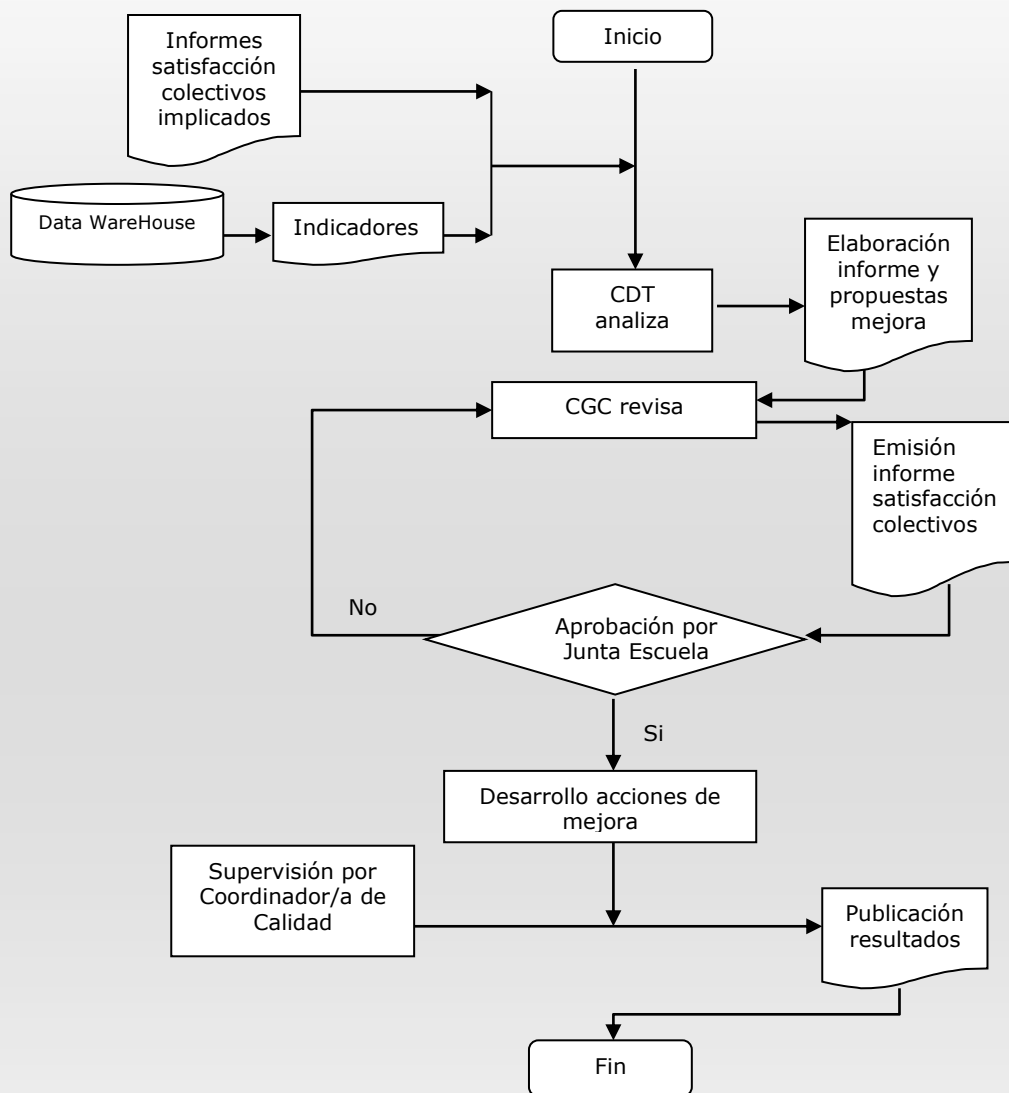 Informes
satisfacción
colectivos
implicados
Inicio
Data WareHouse
Indicadores
CDT
analiza
Elaboración
informe y
propuestas
mejora
CGC revisa
Emisión
informe
satisfacción
colectivos
No
Aprobación por
Junta Escuela
Si
Desarrollo acciones de
mejora
Supervisión por
Coordinador/a de
Calidad
Publicación
resultados
Fin